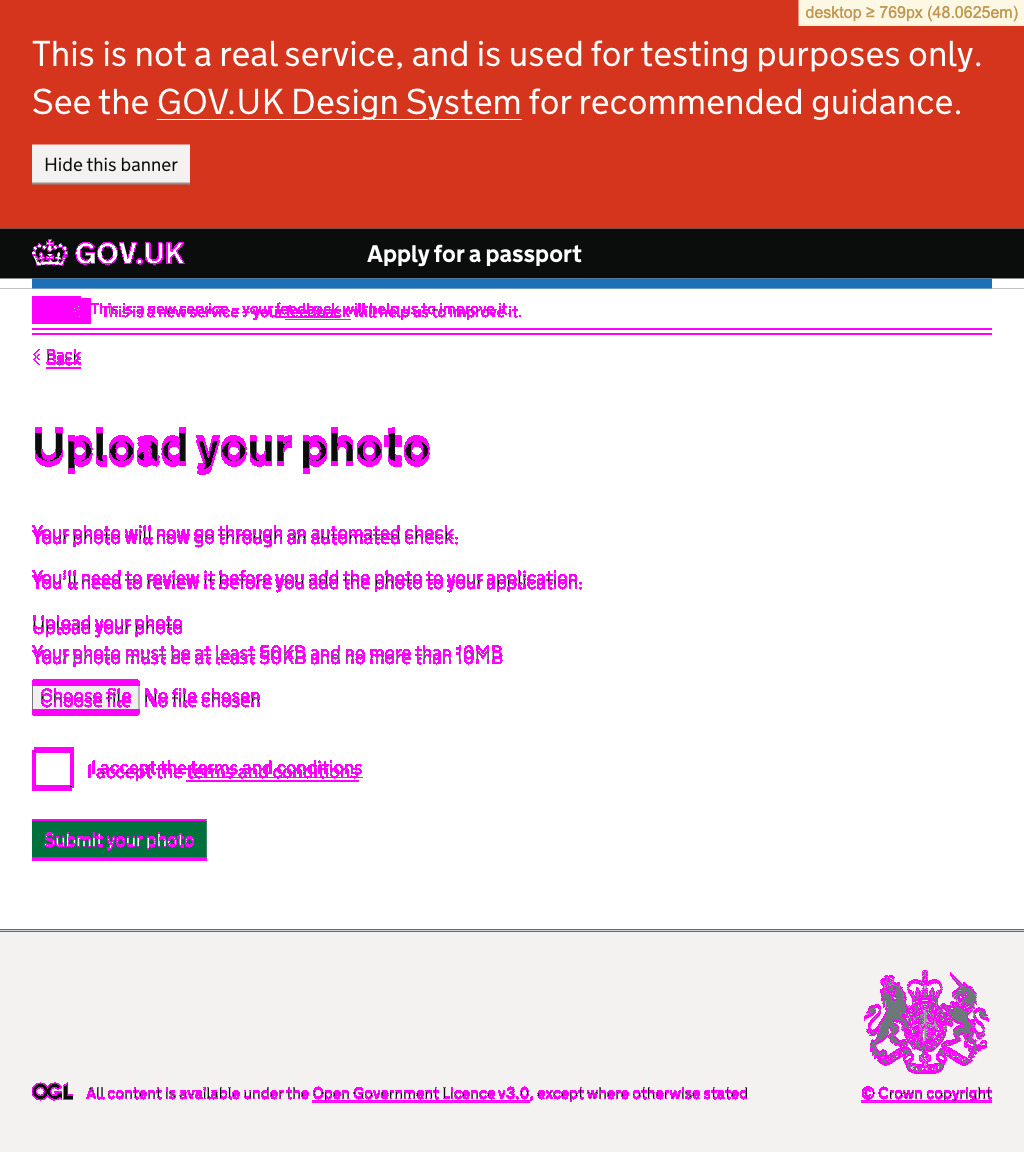 desktop ≥ 769px (48.0625em)
This is not a real service, and is used for testing purposes only.
See the GOV.UK Design System for recommended guidance.
Hide this banner
GOV.UK
Apply for a passport
This is a new service – your feedback will help us to improve it.
Back
Upload your photo
Your photo will now go through an automated check.
You'll need to review it before you add the photo to your application.
Upload your photo
Your photo must be at least 50KB and no more than 10MB
Choose file No file chosen
I accept the terms and conditions
Submit your photo
OGL All content is available under the Open Government Licence v3.0, except where otherwise stated
© Crown copyright